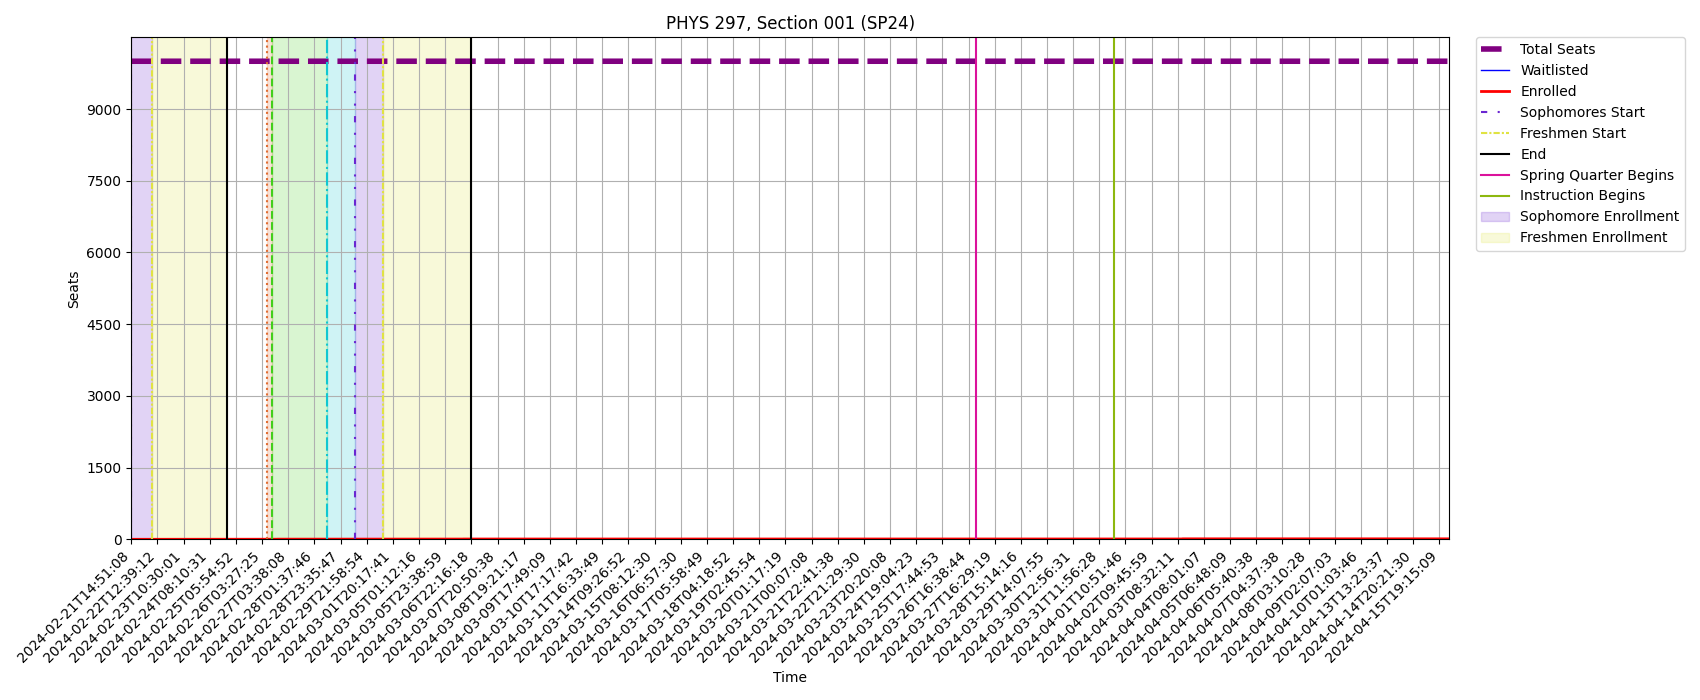 PHYS 297, Section 001 (SP24)
Total Seats
Waitlisted
Enrolled
Sophomores Start
Freshmen Start
End
Spring Quarter Begins
Instruction Begins
Sophomore Enrollment
Freshmen Enrollment
Seats
9000
7500
6000
4500
3000
1500
0
2024-02-21T14:51:08
2024-02-22T12:39:12
2024-02-23T10:30:01
2024-02-24T08:10:31
2024-02-25T05:54:52
2024-02-26T03:27:25
2024-02-27T03:38:08
2024-02-28T01:37:46
2024-02-28T23:35:47
2024-02-29T21:58:54
2024-03-01T20:17:41
2024-03-05T01:12:16
2024-03-05T23:38:59
2024-03-06T22:16:18
2024-03-07T20:50:38
2024-03-08T19:21:17
2024-03-09T17:49:09
2024-03-10T17:17:42
2024-03-11T16:33:49
2024-03-14T09:26:52
2024-03-15T08:12:30
2024-03-16T06:57:30
2024-03-17T05:58:49
2024-03-18T04:18:52
2024-03-19T02:45:54
2024-03-20T01:17:19
2024-03-21T00:07:08
2024-03-21T22:41:38
2024-03-22T21:29:30
2024-03-23T20:20:08
2024-03-24T19:04:23
2024-03-25T17:44:53
2024-03-26T16:38:44
2024-03-27T16:29:19
2024-03-28T15:14:16
2024-03-29T14:07:55
2024-03-30T12:56:31
2024-03-31T11:56:28
2024-04-01T10:51:46
2024-04-02T09:45:59
2024-04-03T08:32:11
2024-04-04T08:01:07
2024-04-05T06:48:09
2024-04-06T05:40:38
2024-04-07T04:37:38
2024-04-08T03:10:28
2024-04-09T02:07:03
2024-04-10T01:03:46
2024-04-13T13:23:37
2024-04-14T20:21:30
2024-04-15T19:15:09
Time